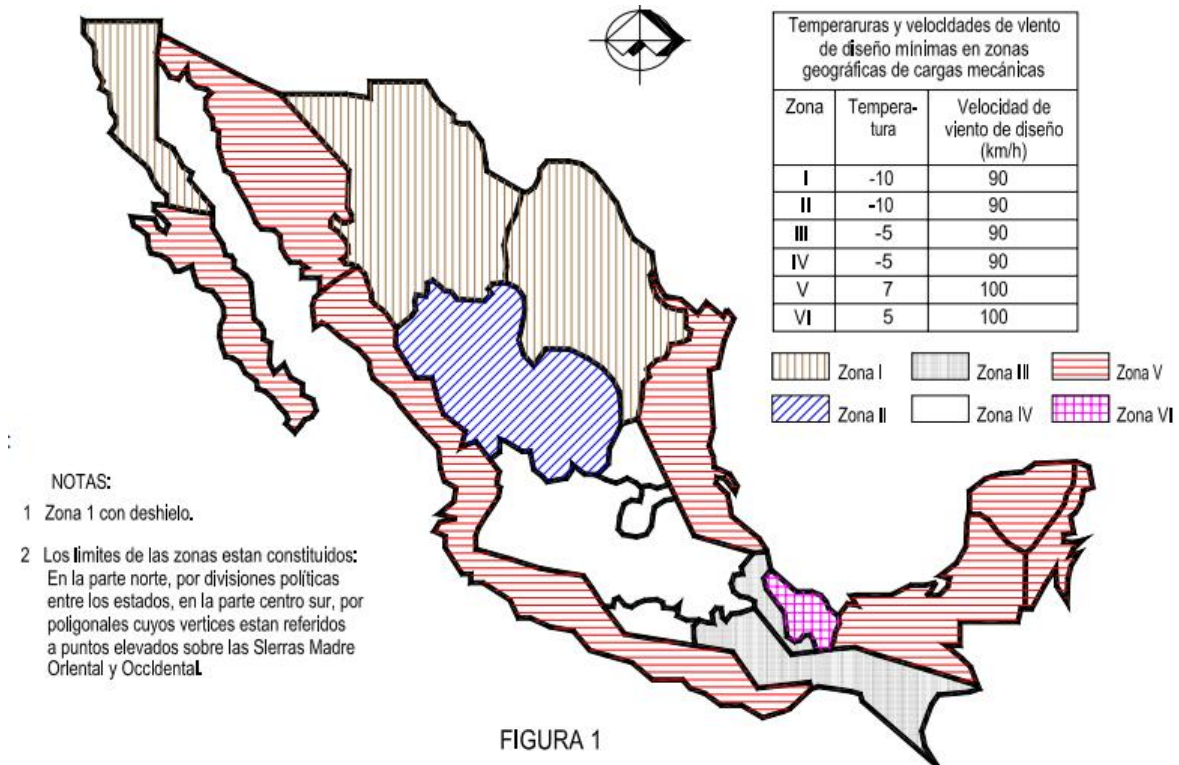 Temperaruras y velocidades de viento
de diseño mínimas en zonas
geográficas de cargas mecánicas
Zona Tempera-
tura Velocidad de
viento de diseño
(km/h)
I -10 90
II -10 90
III -5 90
IV -5 90
V 7 100
VI 5 100
Zona I Zona III Zona V
Zona II Zona IV Zona VI
:
NOTAS:
1 Zona 1 con deshielo.
2 Los limites de las zonas estan constituidos:
En la parte norte, por divisiones políticas
entre los estados, en la parte centro sur, por
poligonales cuyos vertices estan referidos
a puntos elevados sobre las Sierras Madre
Oriental y Occidental.
FIGURA 1